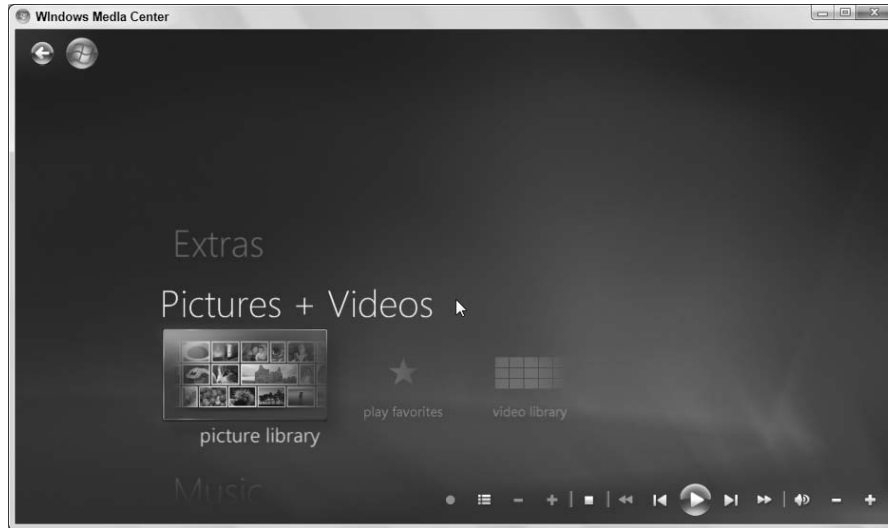 Windows Media Center
Extras
Pictures + Videos
picture library
play favorites
video library
Music